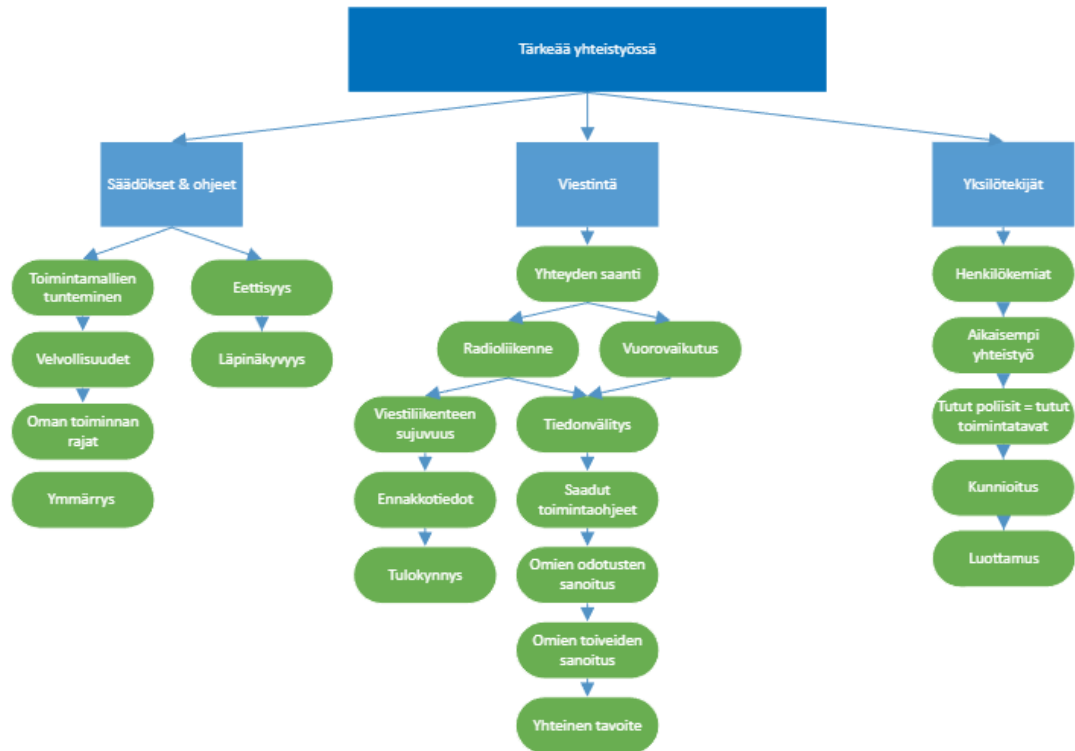 Tärkeää yhteistyössä
Säädökset & ohjeet
Viestintä
Yksilötekijät
Toimintamallien
tunteminen
Velvollisuudet
Oman toiminnan
rajat
Ymmärrys
Eettisyys
Läpinäkyvyys
Yhteyden saanti
Radioliikenne
Vuorovaikutus
Viestiliikenteen
sujuvuus
Ennakkotiedot
Tulokynnys
Tiedonvälitys
Saadut
toimintaohjeet
Omien odotusten
sanoitus
Omien toiveiden
sanoitus
Yhteinen tavoite
Henkilökemiat
Aikaisempi
yhteistyö
Tutut poliisit = tutut
toimintatavat
Kunnioitus
Luottamus